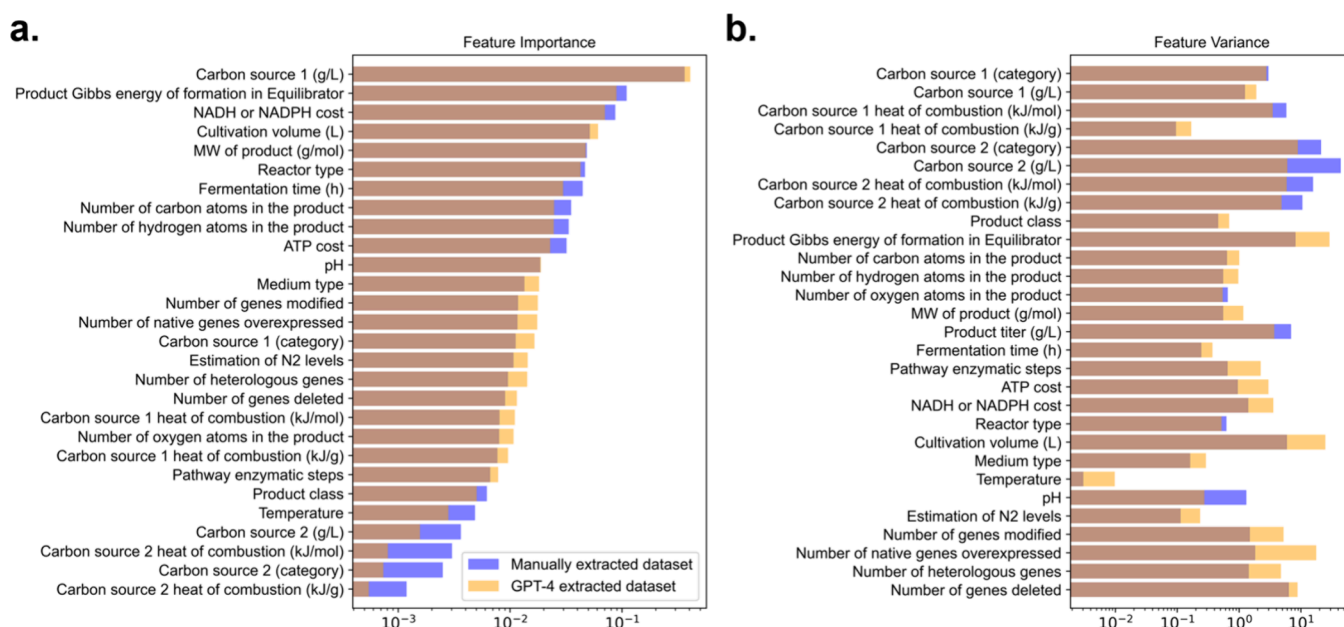 a.
Feature Importance
Carbon source 1 (g/L)
Product Gibbs energy of formation in Equilibrator
NADH or NADPH cost
Cultivation volume (L)
MW of product (g/mol)
Reactor type
Fermentation time (h)
Number of carbon atoms in the product
Number of hydrogen atoms in the product
ATP cost
pH
Medium type
Number of genes modified
Number of native genes overexpressed
Carbon source 1 (category)
Estimation of N2 levels
Number of heterologous genes
Number of genes deleted
Carbon source 1 heat of combustion (kJ/mol)
Number of oxygen atoms in the product
Carbon source 1 heat of combustion (kJ/g)
Pathway enzymatic steps
Product class
Temperature
Carbon source 2 (g/L)
Carbon source 2 heat of combustion (kJ/mol)
Carbon source 2 (category)
Carbon source 2 heat of combustion (kJ/g)
Manually extracted dataset
GPT-4 extracted dataset
10⁻³ 10⁻² 10⁻¹
b.
Feature Variance
Carbon source 1 (category)
Carbon source 1 (g/L)
Carbon source 1 heat of combustion (kJ/mol)
Carbon source 1 heat of combustion (kJ/g)
Carbon source 2 (category)
Carbon source 2 (g/L)
Carbon source 2 heat of combustion (kJ/mol)
Carbon source 2 heat of combustion (kJ/g)
Product class
Product Gibbs energy of formation in Equilibrator
Number of carbon atoms in the product
Number of hydrogen atoms in the product
Number of oxygen atoms in the product
MW of product (g/mol)
Product titer (g/L)
Fermentation time (h)
Pathway enzymatic steps
ATP cost
NADH or NADPH cost
Reactor type
Cultivation volume (L)
Medium type
Temperature
pH
Estimation of N2 levels
Number of genes modified
Number of native genes overexpressed
Number of heterologous genes
Number of genes deleted
10⁻² 10⁻¹ 10⁰ 10¹